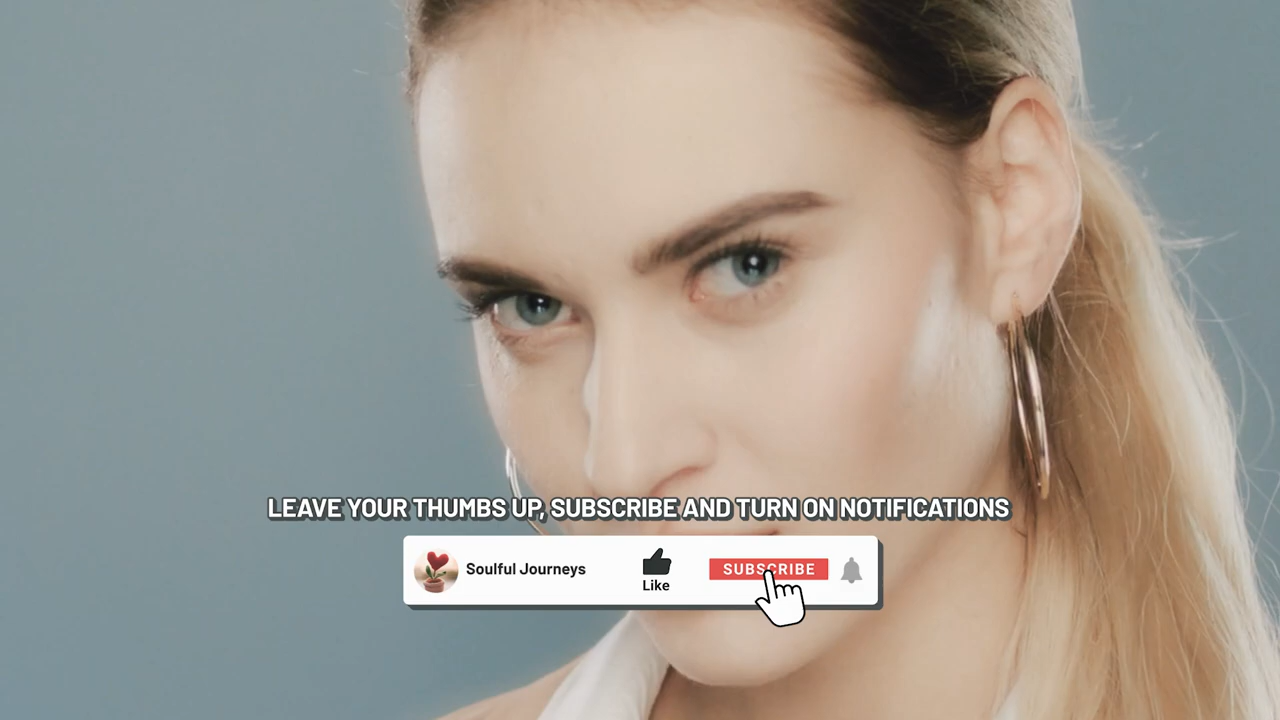 LEAVE YOUR THUMBS UP, SUBSCRIBE AND TURN ON NOTIFICATIONS
Soulful Journeys
Like
SUBSCRIBE